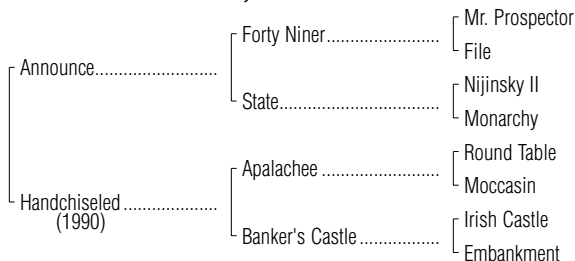 Mr. Prospector
Forty Niner........................
File
Announce..........................
Nijinsky II
State..................................
Monarchy
Round Table
Apalachee .........................
Moccasin
Handchiseled ....................
(1990)
Irish Castle
Banker's Castle .................
Embankment